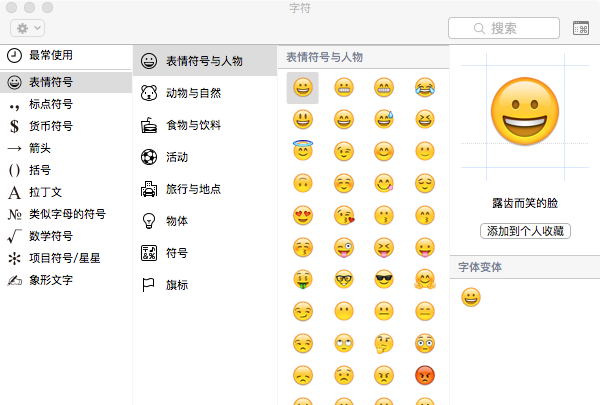 字符
搜索
最常使用
表情符号
标点符号
$ 货币符号
→ 箭头
() 括号
A 拉丁文
№ 类似字母的符号
√ 数学符号
项目符号/星星
象形文字
表情符号与人物
动物与自然
食物与饮料
活动
旅行与地点
物体
符号
旗标
表情符号与人物
露齿而笑的脸
添加到个人收藏
字体变体